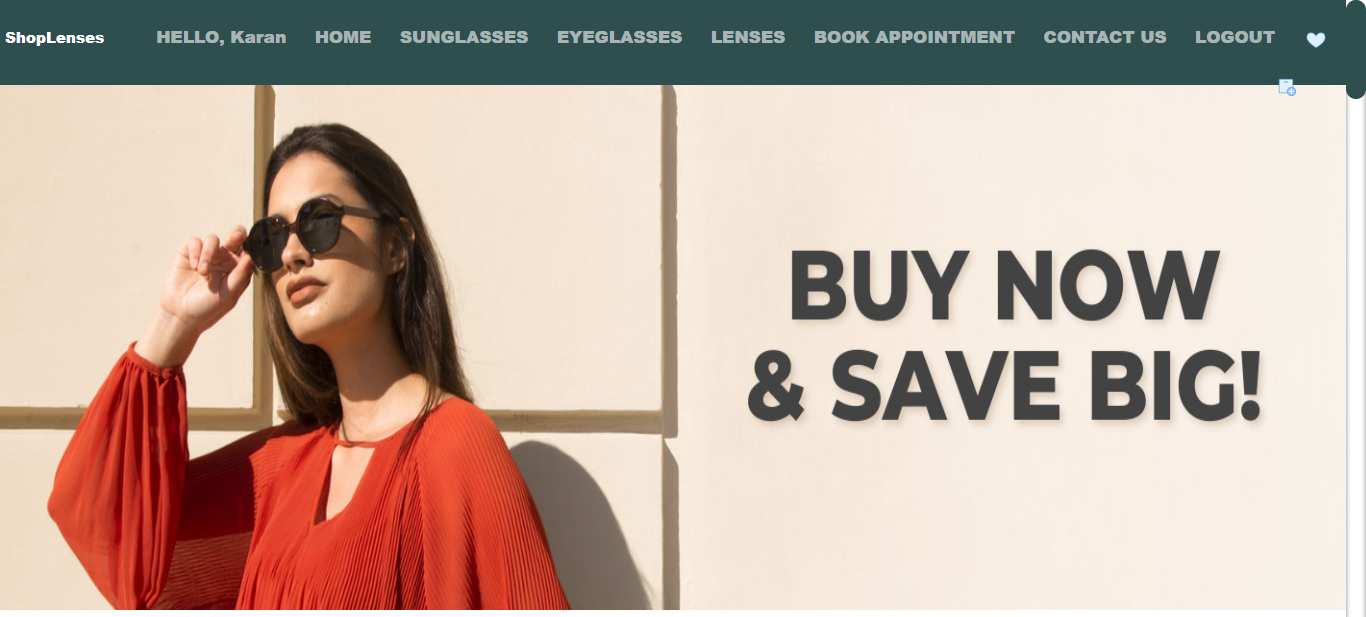 ShopLenses HELLO, Karan HOME SUNGLASSES EYEGLASSES LENSES BOOK APPOINTMENT CONTACT US LOGOUT
BUY NOW
& SAVE BIG!